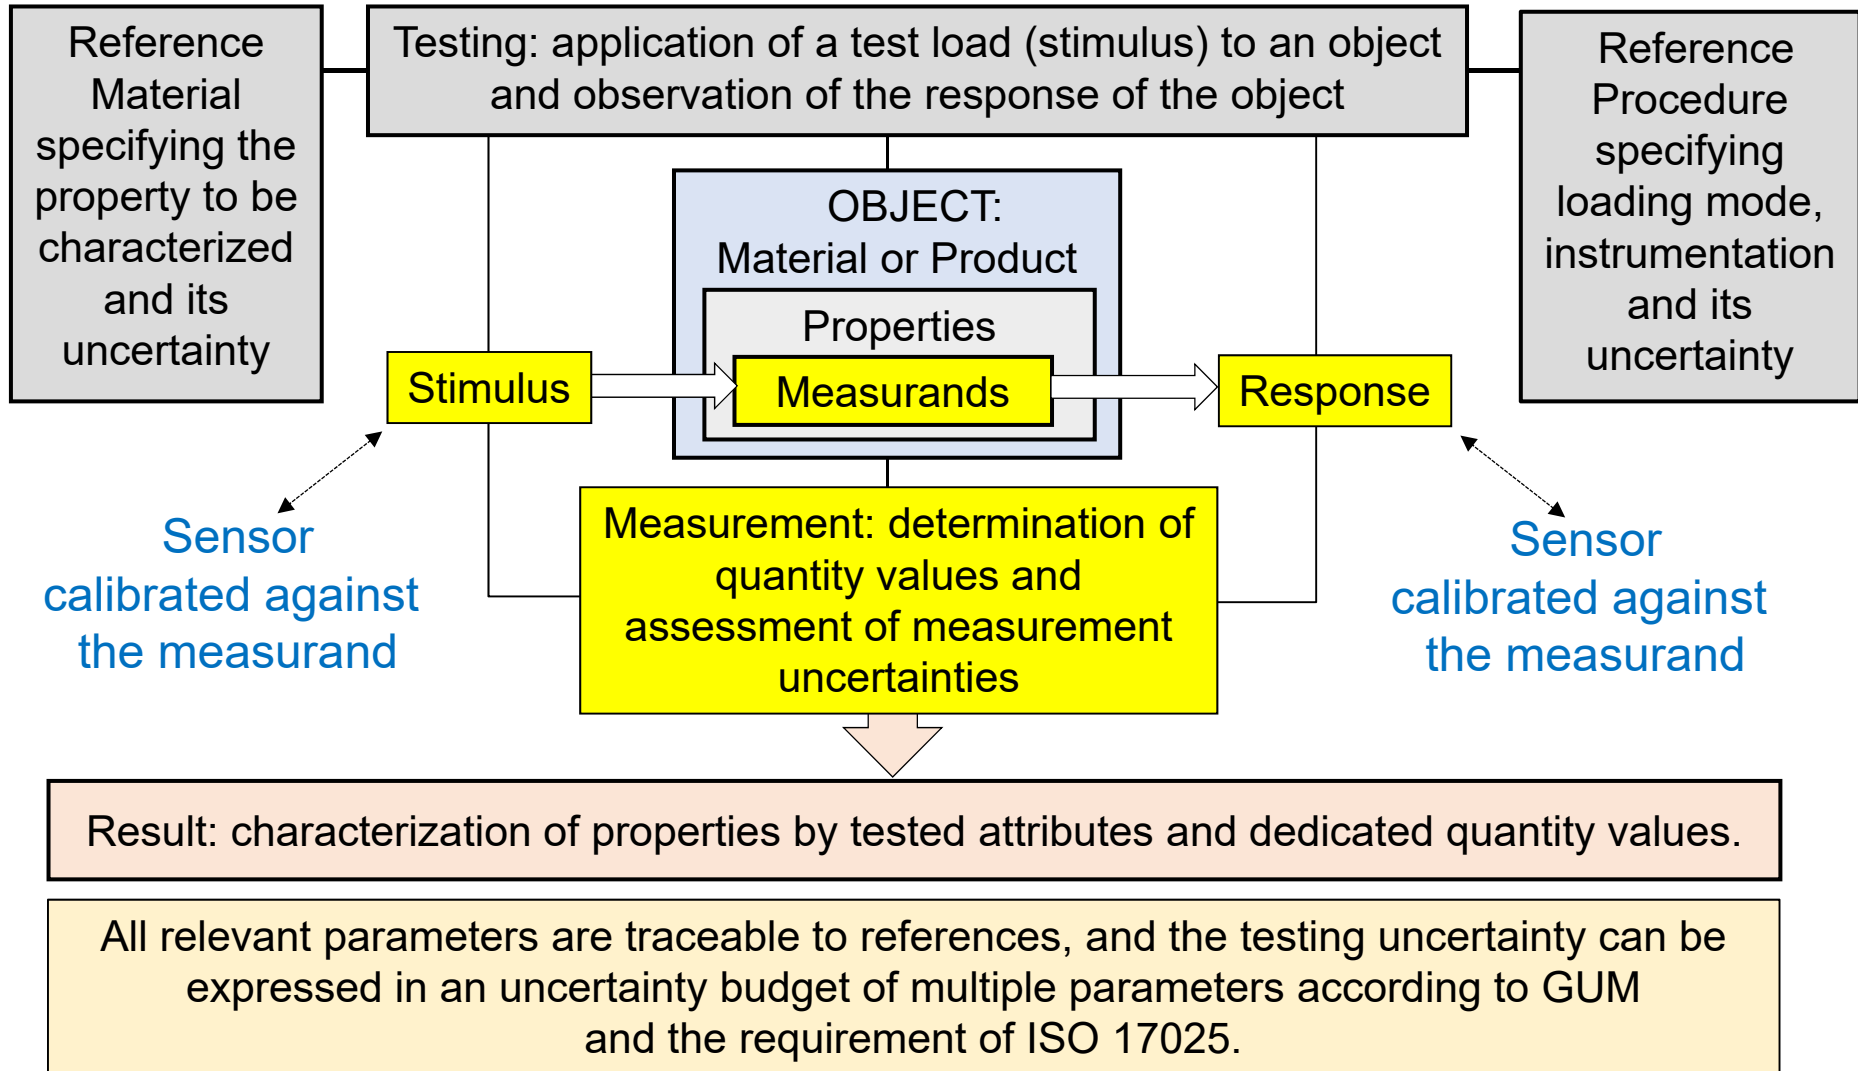 Reference
Material
specifying the
property to be
characterized
and its
uncertainty
Testing: application of a test load (stimulus) to an object
and observation of the response of the object
Reference
Procedure
specifying
loading mode,
instrumentation
and its
uncertainty
OBJECT:
Material or Product
Properties
Stimulus
Measurands
Response
Sensor
calibrated against
the measurand
Measurement: determination of
quantity values and
assessment of measurement
uncertainties
Sensor
calibrated against
the measurand
Result: characterization of properties by tested attributes and dedicated quantity values.
All relevant parameters are traceable to references, and the testing uncertainty can be
expressed in an uncertainty budget of multiple parameters according to GUM
and the requirement of ISO 17025.